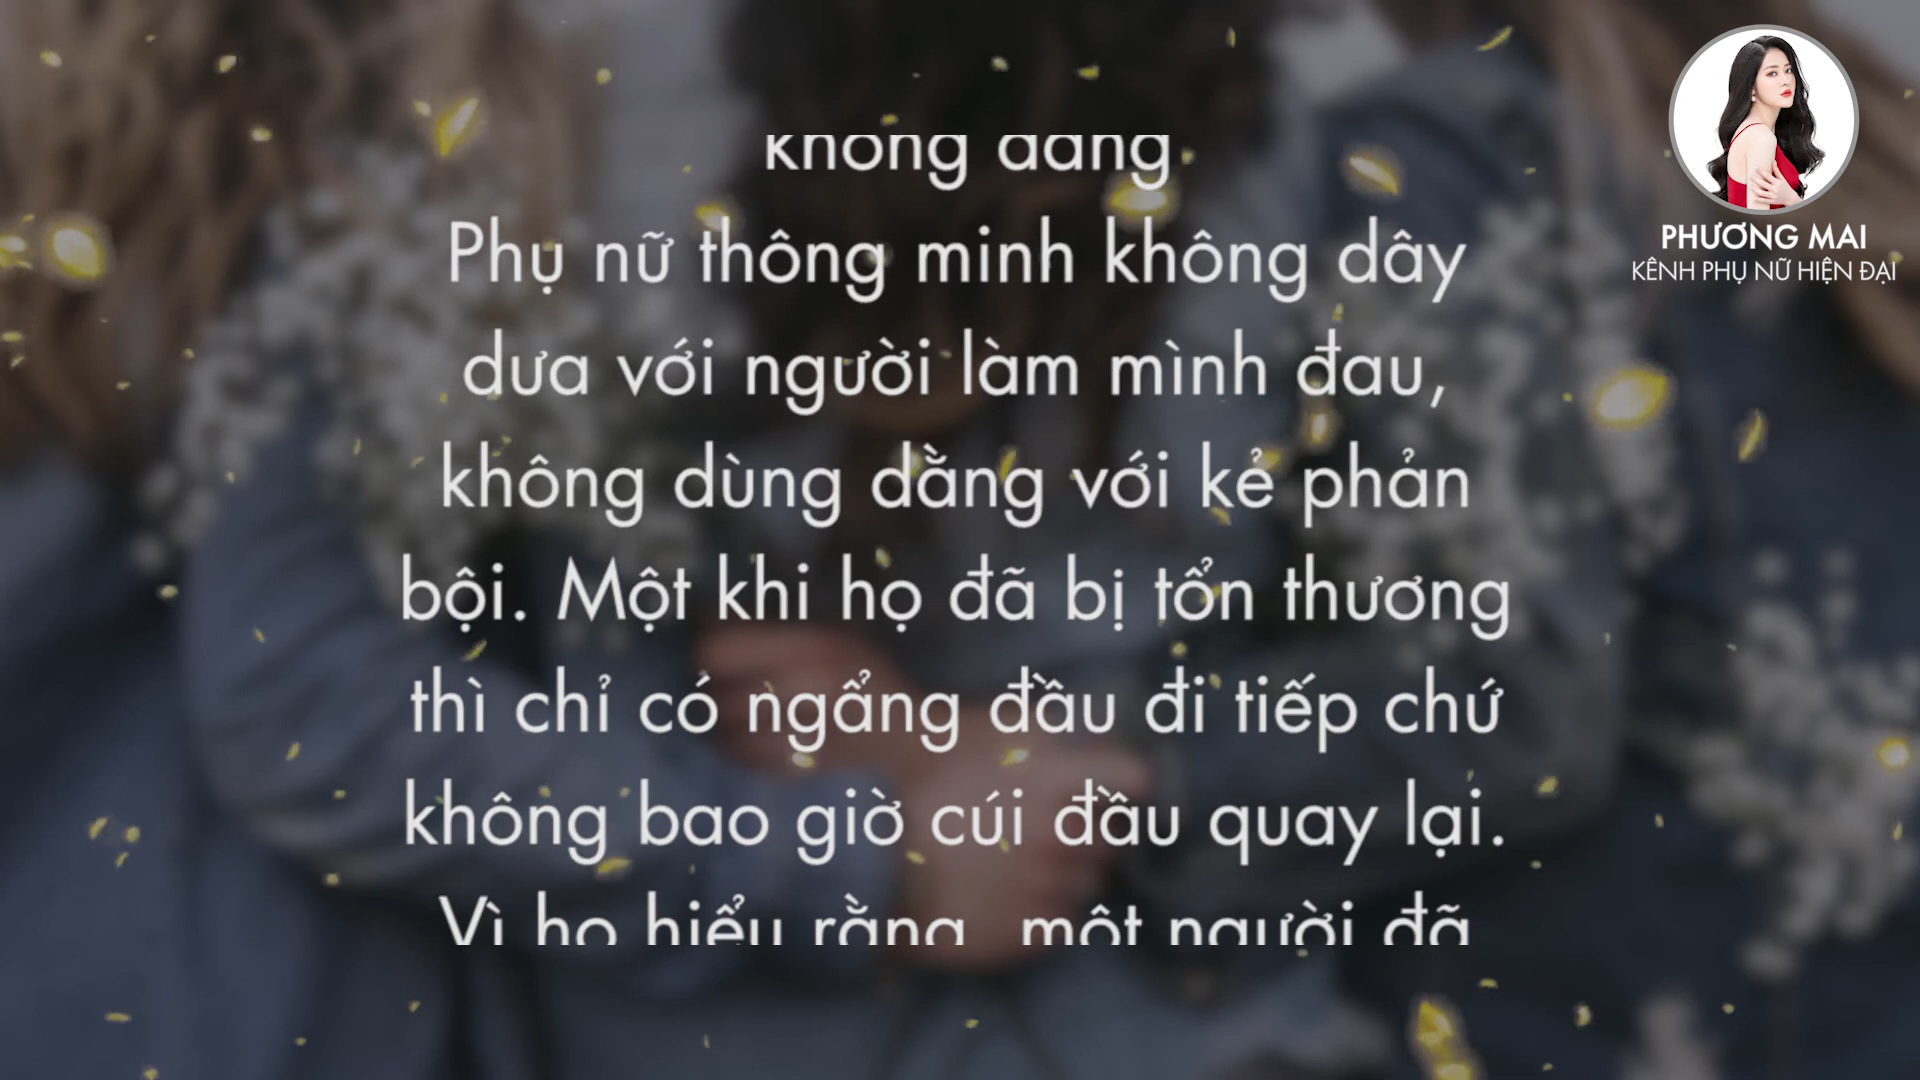 không đáng
Phụ nữ thông minh không dây
dưa với người làm mình đau,
không dùng dằng với kẻ phản
bội. Một khi họ đã bị tổn thương
thì chỉ có ngẩng đầu đi tiếp chứ
không bao giờ cúi đầu quay lại.
Vì họ hiểu rằng, một người đã
PHƯƠNG MAI
KÊNH PHỤ NỮ HIỆN ĐẠI